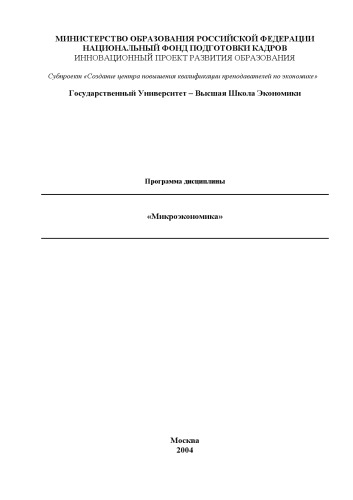 МИНИСТЕРСТВО ОБРАЗОВАНИЯ РОССИЙСКОЙ ФЕДЕРАЦИИ
НАЦИОНАЛЬНЫЙ ФОНД ПОДГОТОВКИ КАДРОВ
ИННОВАЦИОННЫЙ ПРОЕКТ РАЗВИТИЯ ОБРАЗОВАНИЯ
Субпроект «Создание центра повышения квалификации преподавателей по экономике»
Государственный Университет – Высшая Школа Экономики
Программа дисциплины
«Микроэкономика»
Москва
2004